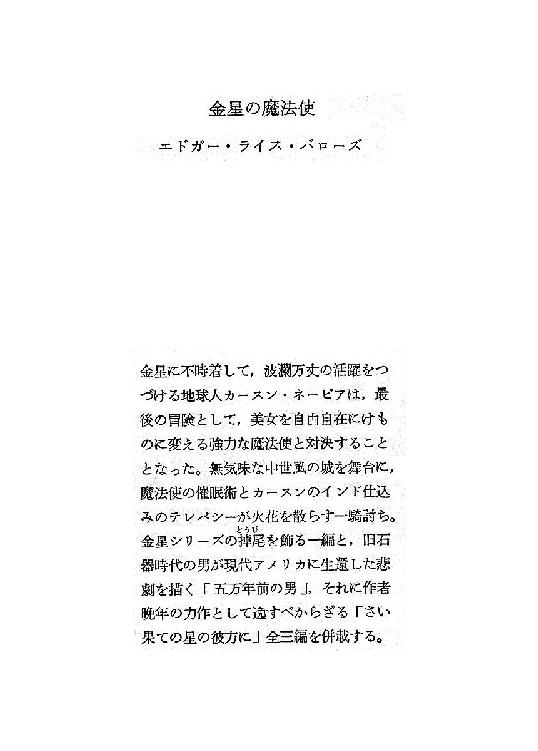 金星の魔法使
エドガー・ライス・バローズ
金星に不時着して，波瀾万丈の活躍をつ
づける地球人カースン・ネーピアは，最
後の冒険として，美女を自由自在にけも
のに変える強力な魔法使と対決すること
となった。無気味な中世風の城を舞台に，
魔法使の催眠術とカースンのインド仕込
みのテレパシーが火花を散らす一騎討ち。
とうび
金星シリーズの掉尾を飾る一編と，旧石
器時代の男が現代アメリカに生還した悲
劇を描く「五万年前の男」，それに作者
晩年の力作として逸すべからざる「さい
果ての星の彼方に」全三編を併載する。